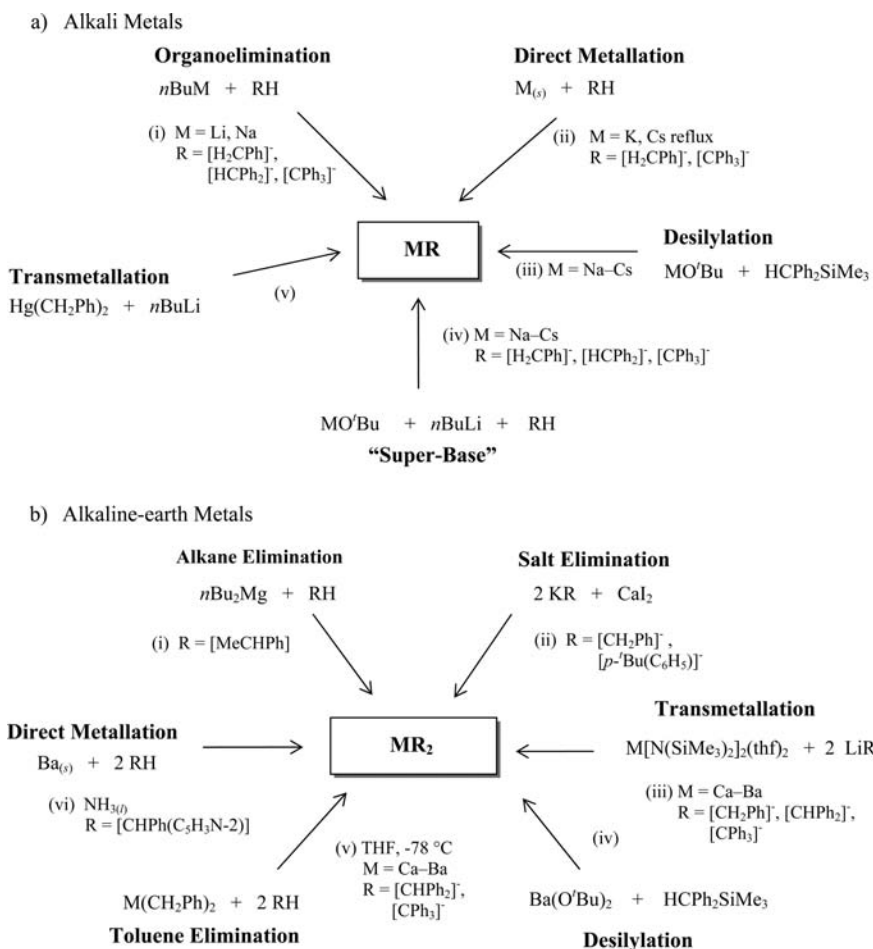 a) Alkali Metals
Organoelimination
nBuM + RH
(i) M = Li, Na
R = [H₂CPh]⁻,
[HCPh₂]⁻, [CPh₃]⁻
Direct Metallation
M₍s₎ + RH
(ii) M = K, Cs reflux
R = [H₂CPh]⁻, [CPh₃]⁻
MR
Transmetallation
Hg(CH₂Ph)₂ + nBuLi
(v)
Desilylation
(iii) M = Na–Cs
MOᵗBu + HCPh₂SiMe₃
(iv) M = Na–Cs
R = [H₂CPh]⁻, [HCPh₂]⁻, [CPh₃]⁻
MOᵗBu + nBuLi + RH
“Super-Base”
b) Alkaline-earth Metals
Alkane Elimination
nBu₂Mg + RH
(i) R = [MeCHPh]
Salt Elimination
2 KR + CaI₂
(ii) R = [CH₂Ph]⁻ ,
[p-ᵗBu(C₆H₅)]⁻
Direct Metallation
Ba₍s₎ + 2 RH
(vi) NH₃₍l₎
R = [CHPh(C₅H₃N-2)]
MR₂
Transmetallation
M[N(SiMe₃)₂]₂(thf)₂ + 2 LiR
(iii) M = Ca–Ba
R = [CH₂Ph]⁻, [CHPh₂]⁻,
[CPh₃]⁻
(v) THF, -78 °C
M = Ca–Ba
R = [CHPh₂]⁻,
[CPh₃]⁻
M(CH₂Ph)₂ + 2 RH
Toluene Elimination
(iv)
Ba(OᵗBu)₂ + HCPh₂SiMe₃
Desilylation